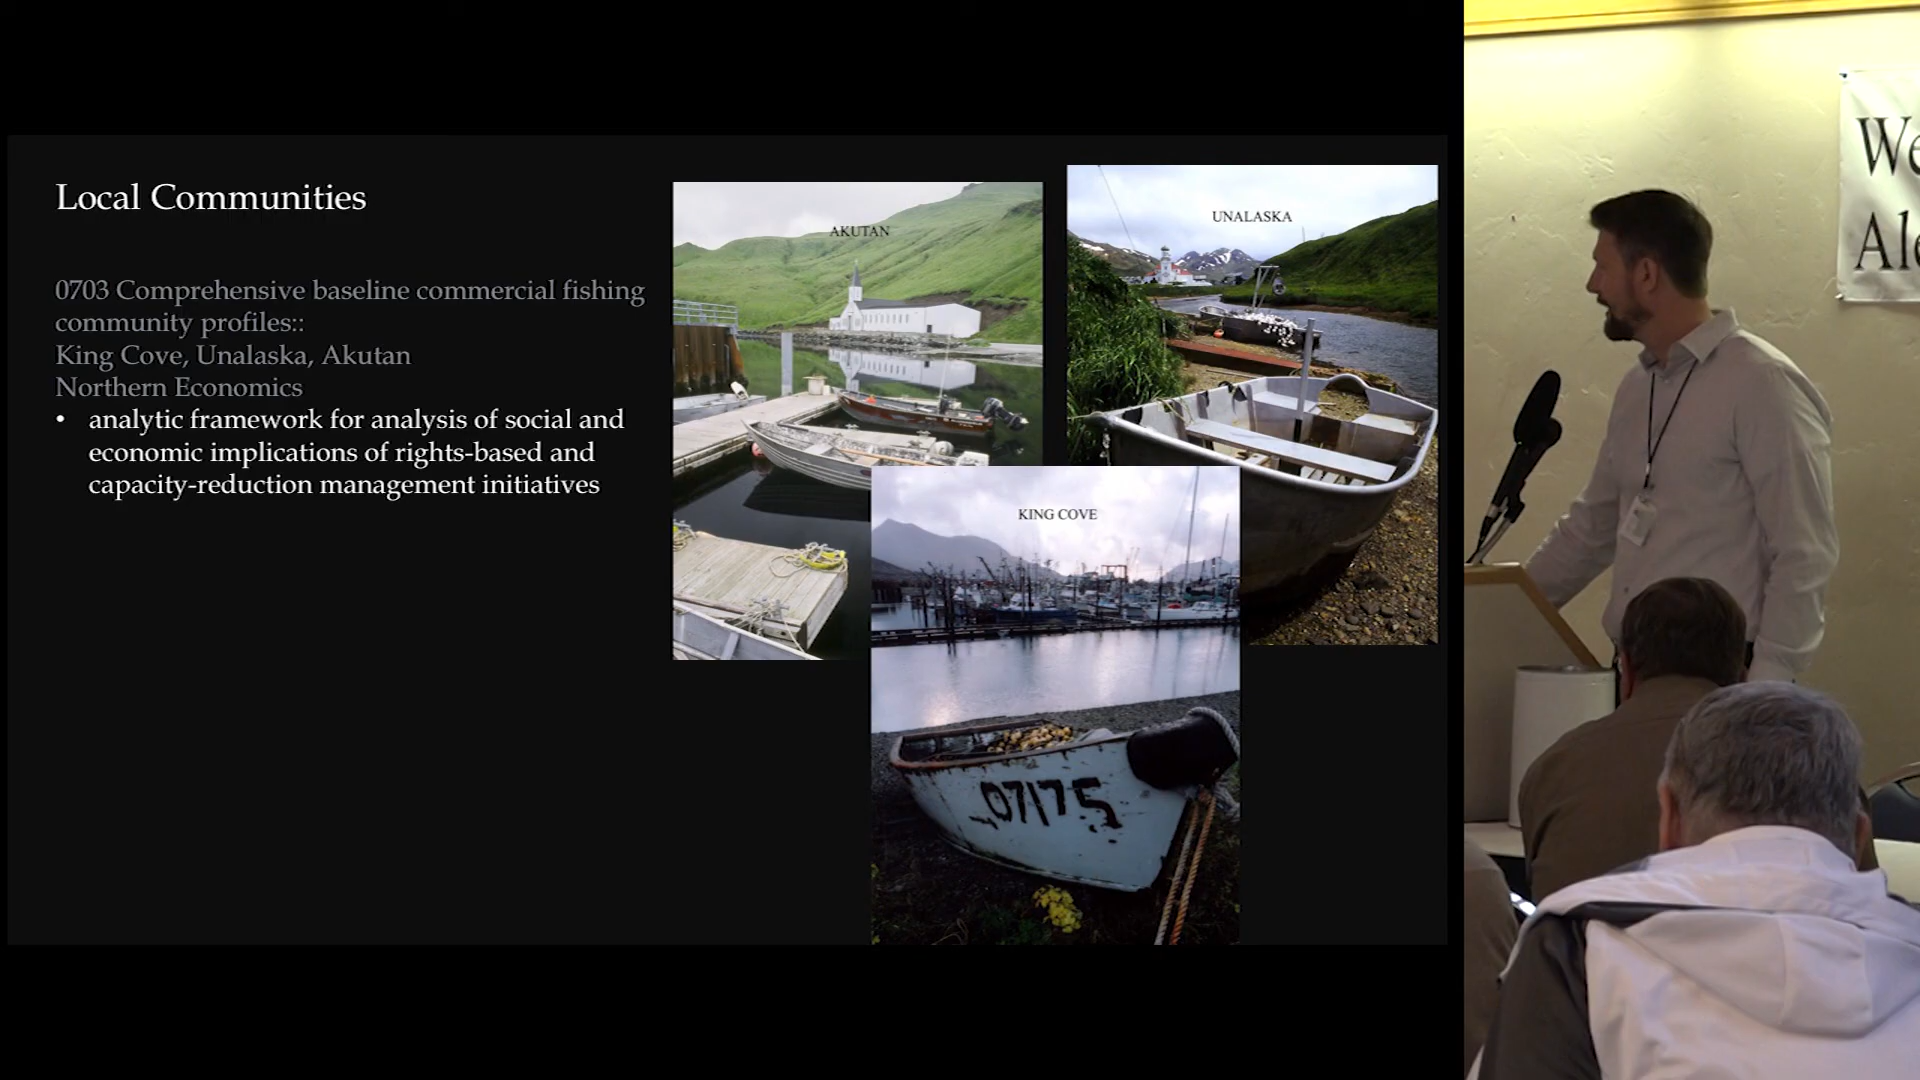 Local Communities
0703 Comprehensive baseline commercial fishing
community profiles::
King Cove, Unalaska, Akutan
Northern Economics
• analytic framework for analysis of social and
economic implications of rights-based and
capacity-reduction management initiatives
AKUTAN
UNALASKA
KING COVE
07175
We
Ale